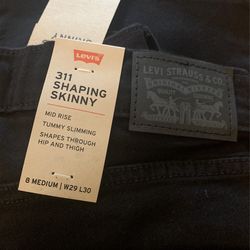 Levi's
311
SHAPING
SKINNY
MID RISE
TUMMY SLIMMING
SHAPES THROUGH
HIP AND THIGH
8 MEDIUM | W29 L30
LEVI STRAUSS & CO.
QUALITY